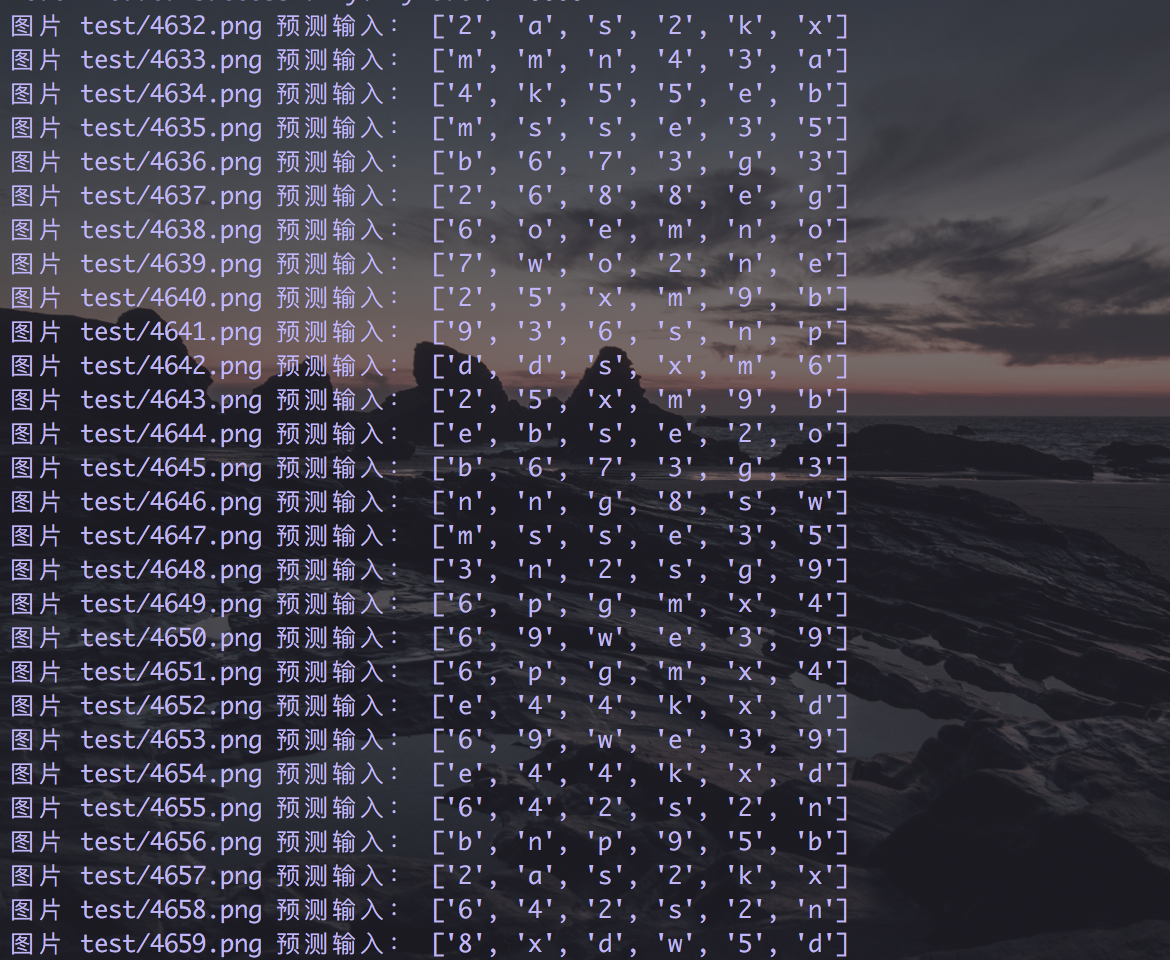 图片 test/4632.png 预测输入: ['2', 'a', 's', '2', 'k', 'x']
图片 test/4633.png 预测输入: ['m', 'm', 'n', '4', '3', 'a']
图片 test/4634.png 预测输入: ['4', 'k', '5', '5', 'e', 'b']
图片 test/4635.png 预测输入: ['m', 's', 's', 'e', '3', '5']
图片 test/4636.png 预测输入: ['b', '6', '7', '3', 'g', '3']
图片 test/4637.png 预测输入: ['2', '6', '8', '8', 'e', 'g']
图片 test/4638.png 预测输入: ['6', 'o', 'e', 'm', 'n', 'o']
图片 test/4639.png 预测输入: ['7', 'w', 'o', '2', 'n', 'e']
图片 test/4640.png 预测输入: ['2', '5', 'x', 'm', '9', 'b']
图片 test/4641.png 预测输入: ['9', '3', '6', 's', 'n', 'p']
图片 test/4642.png 预测输入: ['d', 'd', 's', 'x', 'm', '6']
图片 test/4643.png 预测输入: ['2', '5', 'x', 'm', '9', 'b']
图片 test/4644.png 预测输入: ['e', 'b', 's', 'e', '2', 'o']
图片 test/4645.png 预测输入: ['b', '6', '7', '3', 'g', '3']
图片 test/4646.png 预测输入: ['n', 'n', 'g', '8', 's', 'w']
图片 test/4647.png 预测输入: ['m', 's', 's', 'e', '3', '5']
图片 test/4648.png 预测输入: ['3', 'n', '2', 's', 'g', '9']
图片 test/4649.png 预测输入: ['6', 'p', 'g', 'm', 'x', '4']
图片 test/4650.png 预测输入: ['6', '9', 'w', 'e', '3', '9']
图片 test/4651.png 预测输入: ['6', 'p', 'g', 'm', 'x', '4']
图片 test/4652.png 预测输入: ['e', '4', '4', 'k', 'x', 'd']
图片 test/4653.png 预测输入: ['6', '9', 'w', 'e', '3', '9']
图片 test/4654.png 预测输入: ['e', '4', '4', 'k', 'x', 'd']
图片 test/4655.png 预测输入: ['6', '4', '2', 's', '2', 'n']
图片 test/4656.png 预测输入: ['b', 'n', 'p', '9', '5', 'b']
图片 test/4657.png 预测输入: ['2', 'a', 's', '2', 'k', 'x']
图片 test/4658.png 预测输入: ['6', '4', '2', 's', '2', 'n']
图片 test/4659.png 预测输入: ['8', 'x', 'd', 'w', '5', 'd']